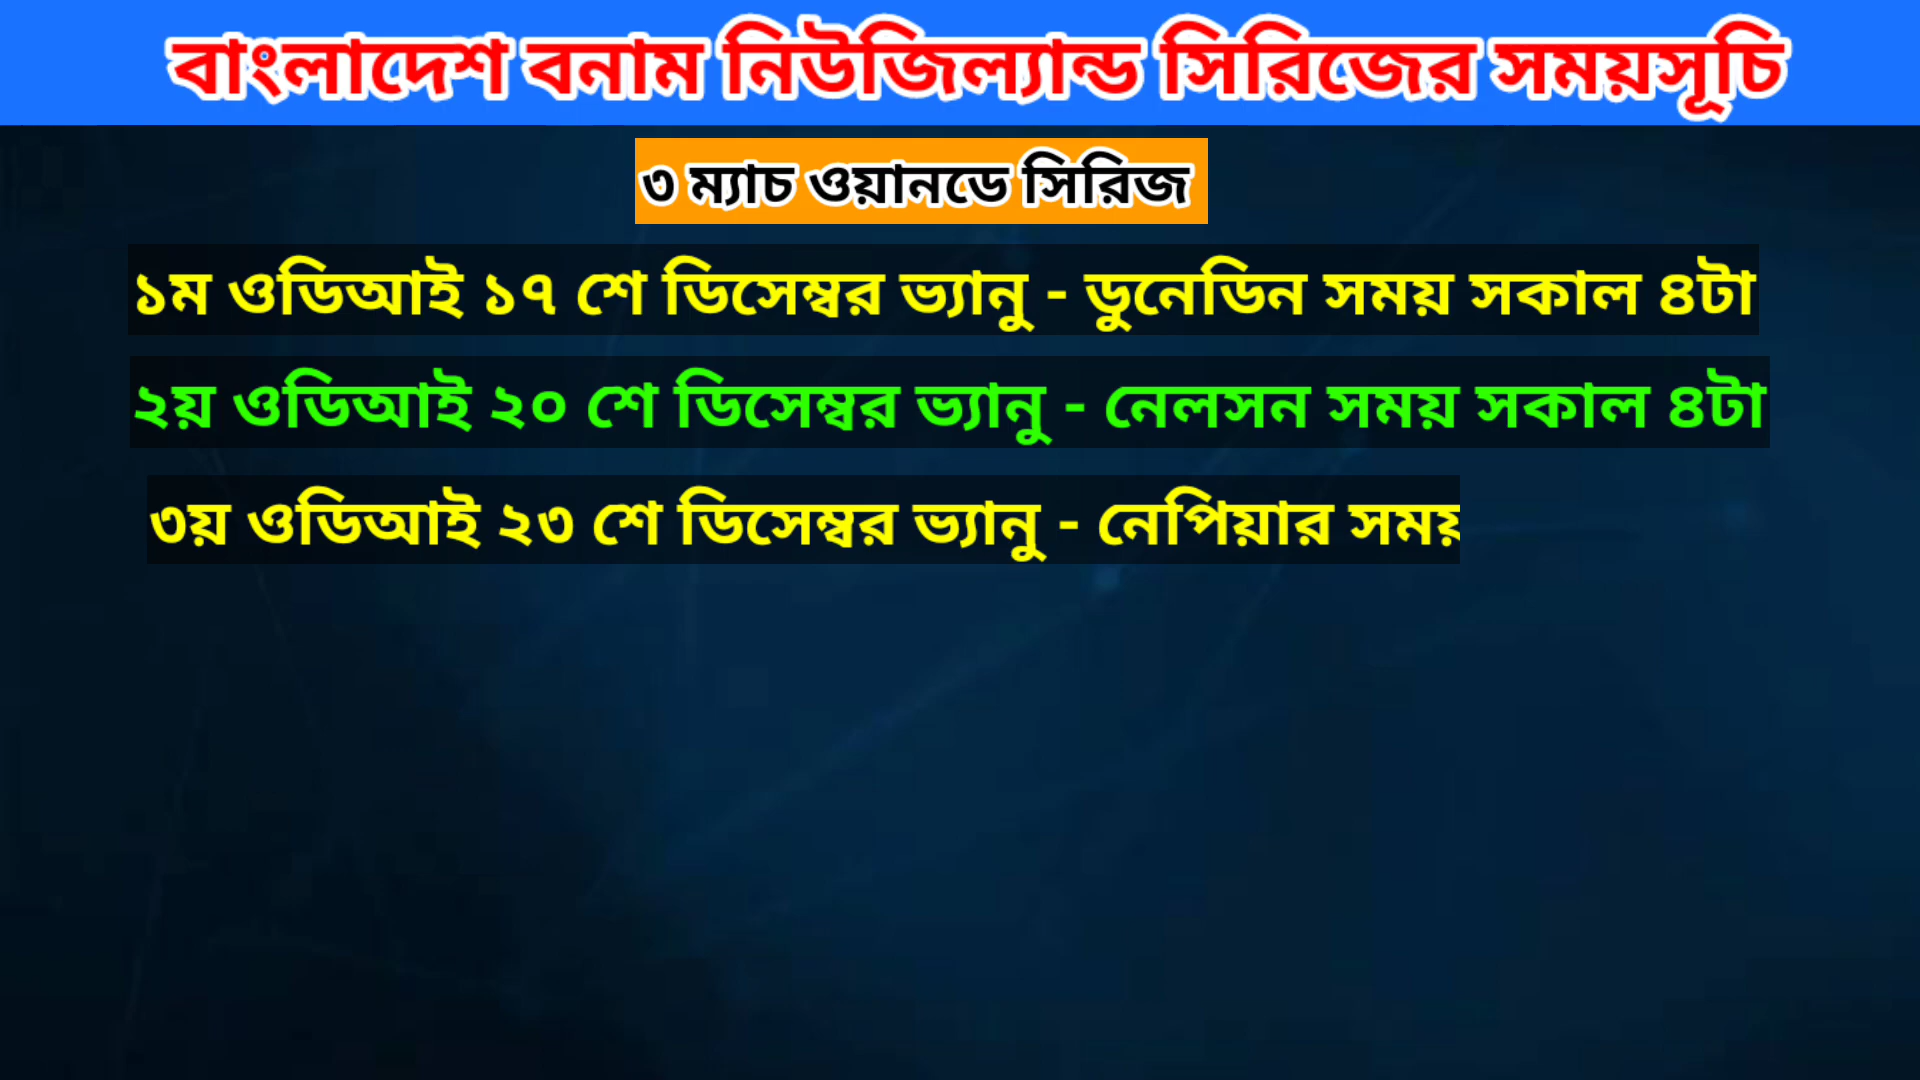 বাংলাদেশ বনাম নিউজিল্যান্ড সিরিজের সময়সূচি
৩ ম্যাচ ওয়ানডে সিরিজ
১ম ওডিআই ১৭ শে ডিসেম্বর ভ্যানু - ডুনেডিন সময় সকাল ৪টা
২য় ওডিআই ২০ শে ডিসেম্বর ভ্যানু - নেলসন সময় সকাল ৪টা
৩য় ওডিআই ২৩ শে ডিসেম্বর ভ্যানু - নেপিয়ার সময়